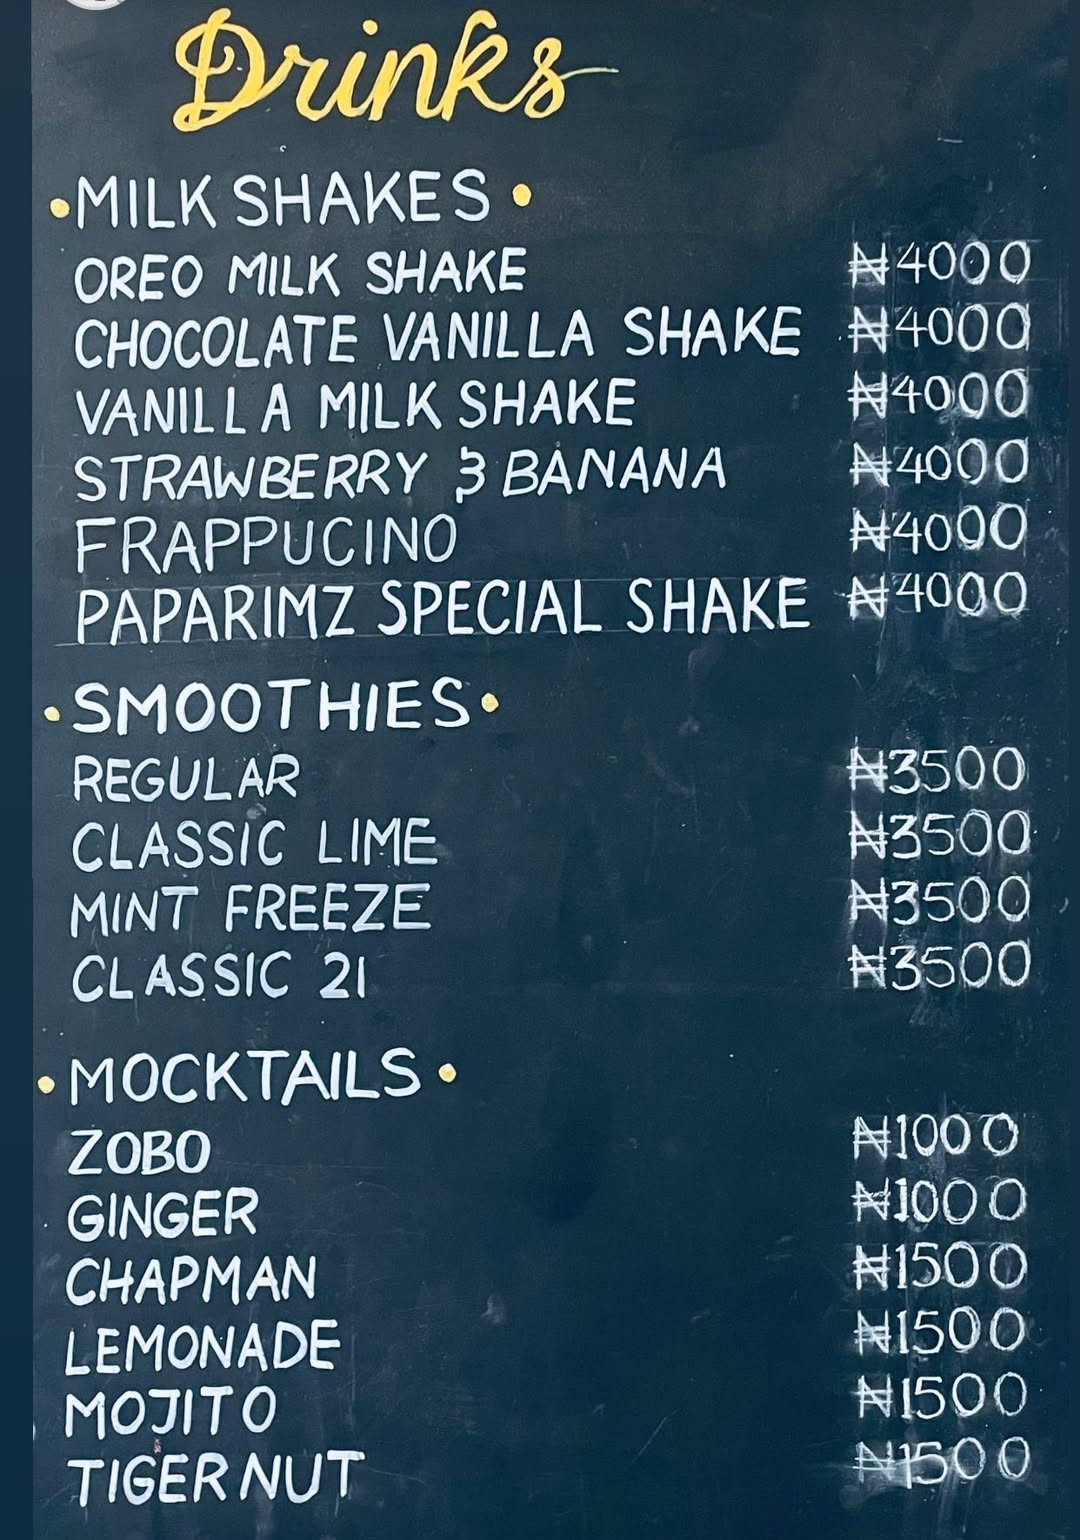 Drinks
• MILK SHAKES •
OREO MILK SHAKE ₦4000
CHOCOLATE VANILLA SHAKE ₦4000
VANILLA MILK SHAKE ₦4000
STRAWBERRY & BANANA ₦4000
FRAPPUCINO ₦4000
PAPARIMZ SPECIAL SHAKE ₦4000
• SMOOTHIES •
REGULAR ₦3500
CLASSIC LIME ₦3500
MINT FREEZE ₦3500
CLASSIC 21 ₦3500
• MOCKTAILS •
ZOBO ₦1000
GINGER ₦1000
CHAPMAN ₦1500
LEMONADE ₦1500
MOJITO ₦1500
TIGERNUT ₦1500